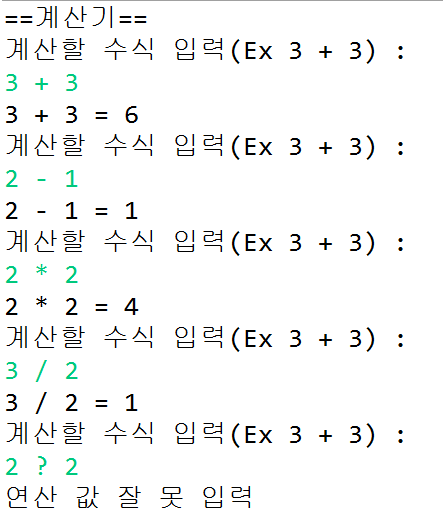 ==계산기==
계산할 수식 입력(Ex 3 + 3) :
3 + 3
3 + 3 = 6
계산할 수식 입력(Ex 3 + 3) :
2 - 1
2 - 1 = 1
계산할 수식 입력(Ex 3 + 3) :
2 * 2
2 * 2 = 4
계산할 수식 입력(Ex 3 + 3) :
3 / 2
3 / 2 = 1
계산할 수식 입력(Ex 3 + 3) :
2 ? 2
연산 값 잘 못 입력